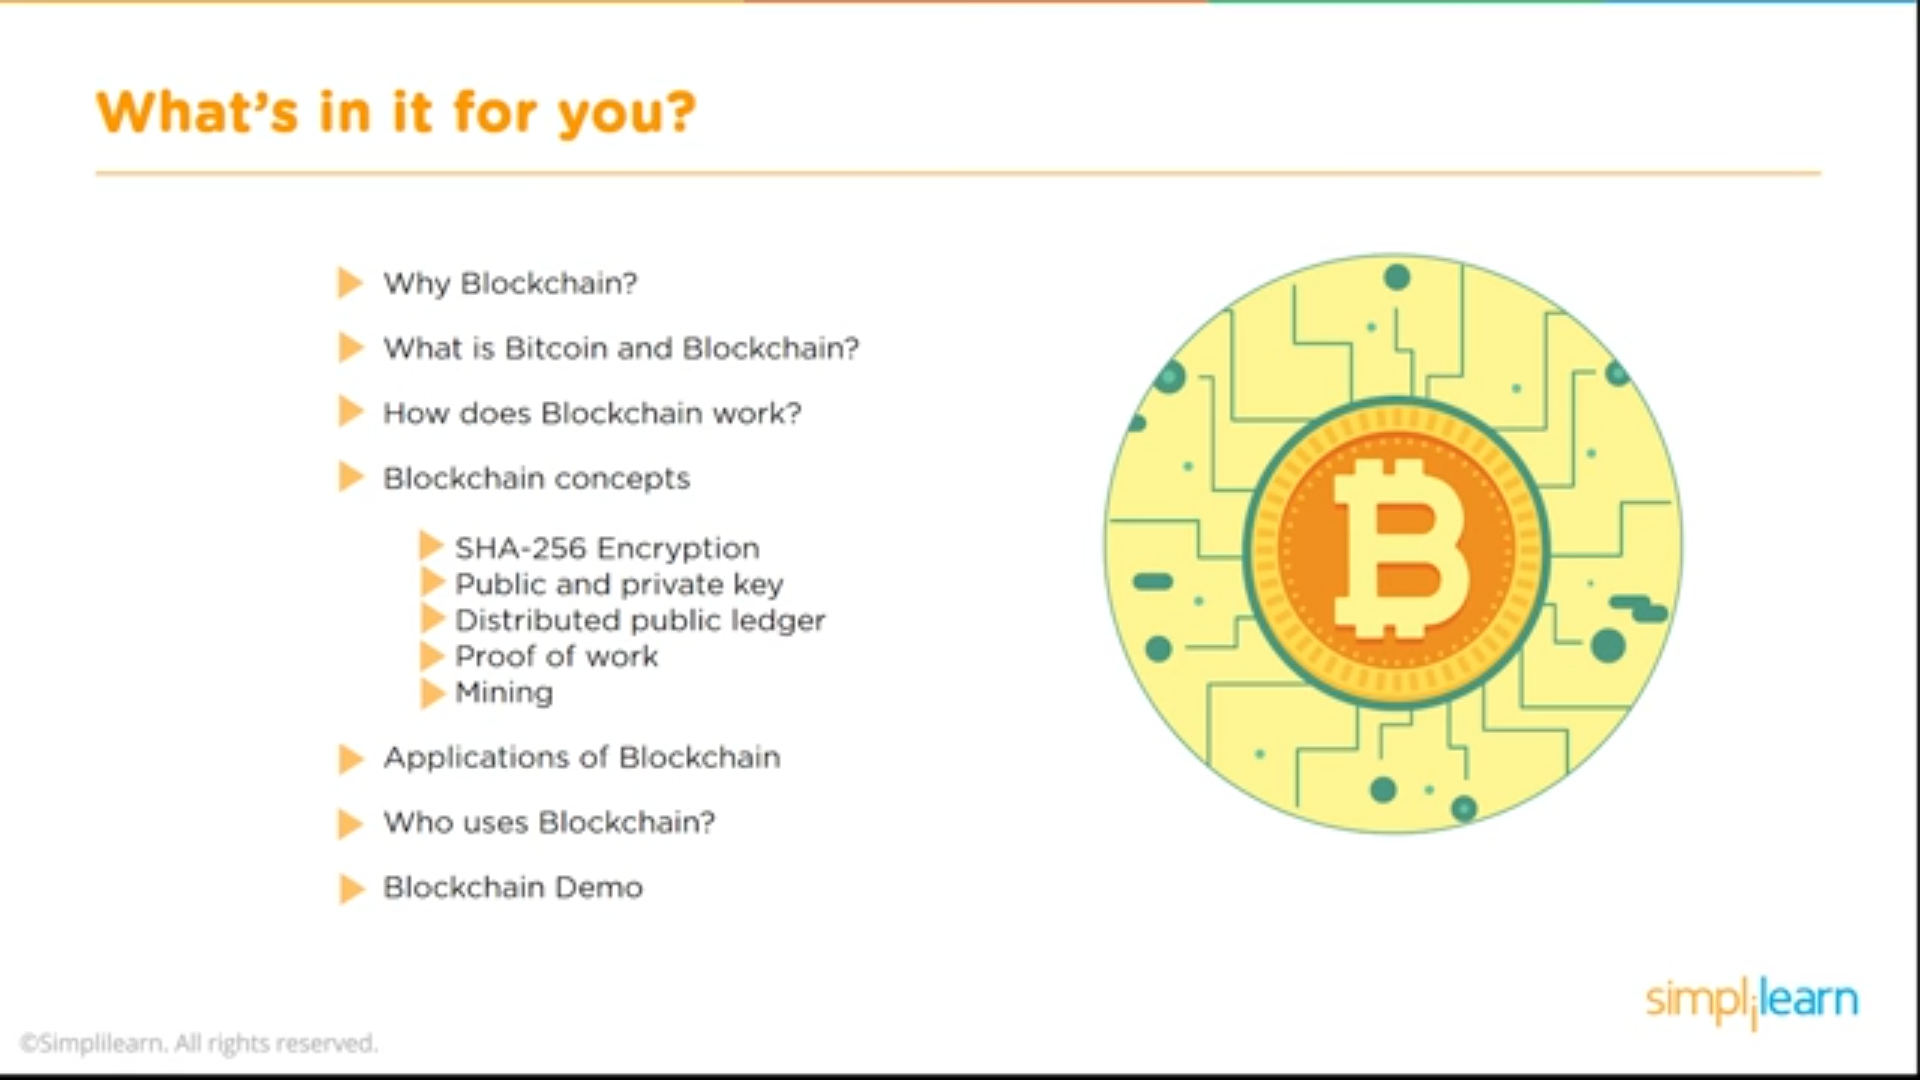 What's in it for you?
Why Blockchain?
What is Bitcoin and Blockchain?
How does Blockchain work?
Blockchain concepts
SHA-256 Encryption
Public and private key
Distributed public ledger
Proof of work
Mining
Applications of Blockchain
Who uses Blockchain?
Blockchain Demo
simplilearn
©Simplilearn. All rights reserved.